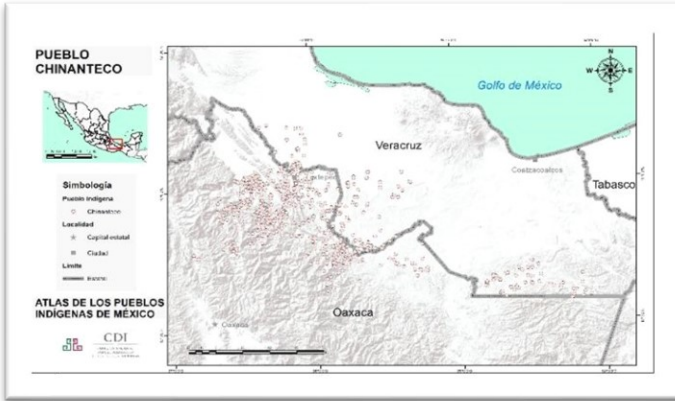 PUEBLO
CHINANTECO
Golfo de México
N
W
E
S
Veracruz
Coatzacoalcos
Tabasco
Simbología
Pueblo Indígena
Chinanteco
Localidad
Capital estatal
Ciudad
Límite
Oaxaca
Oaxaca
ATLAS DE LOS PUEBLOS
INDÍGENAS DE MÉXICO
CDI